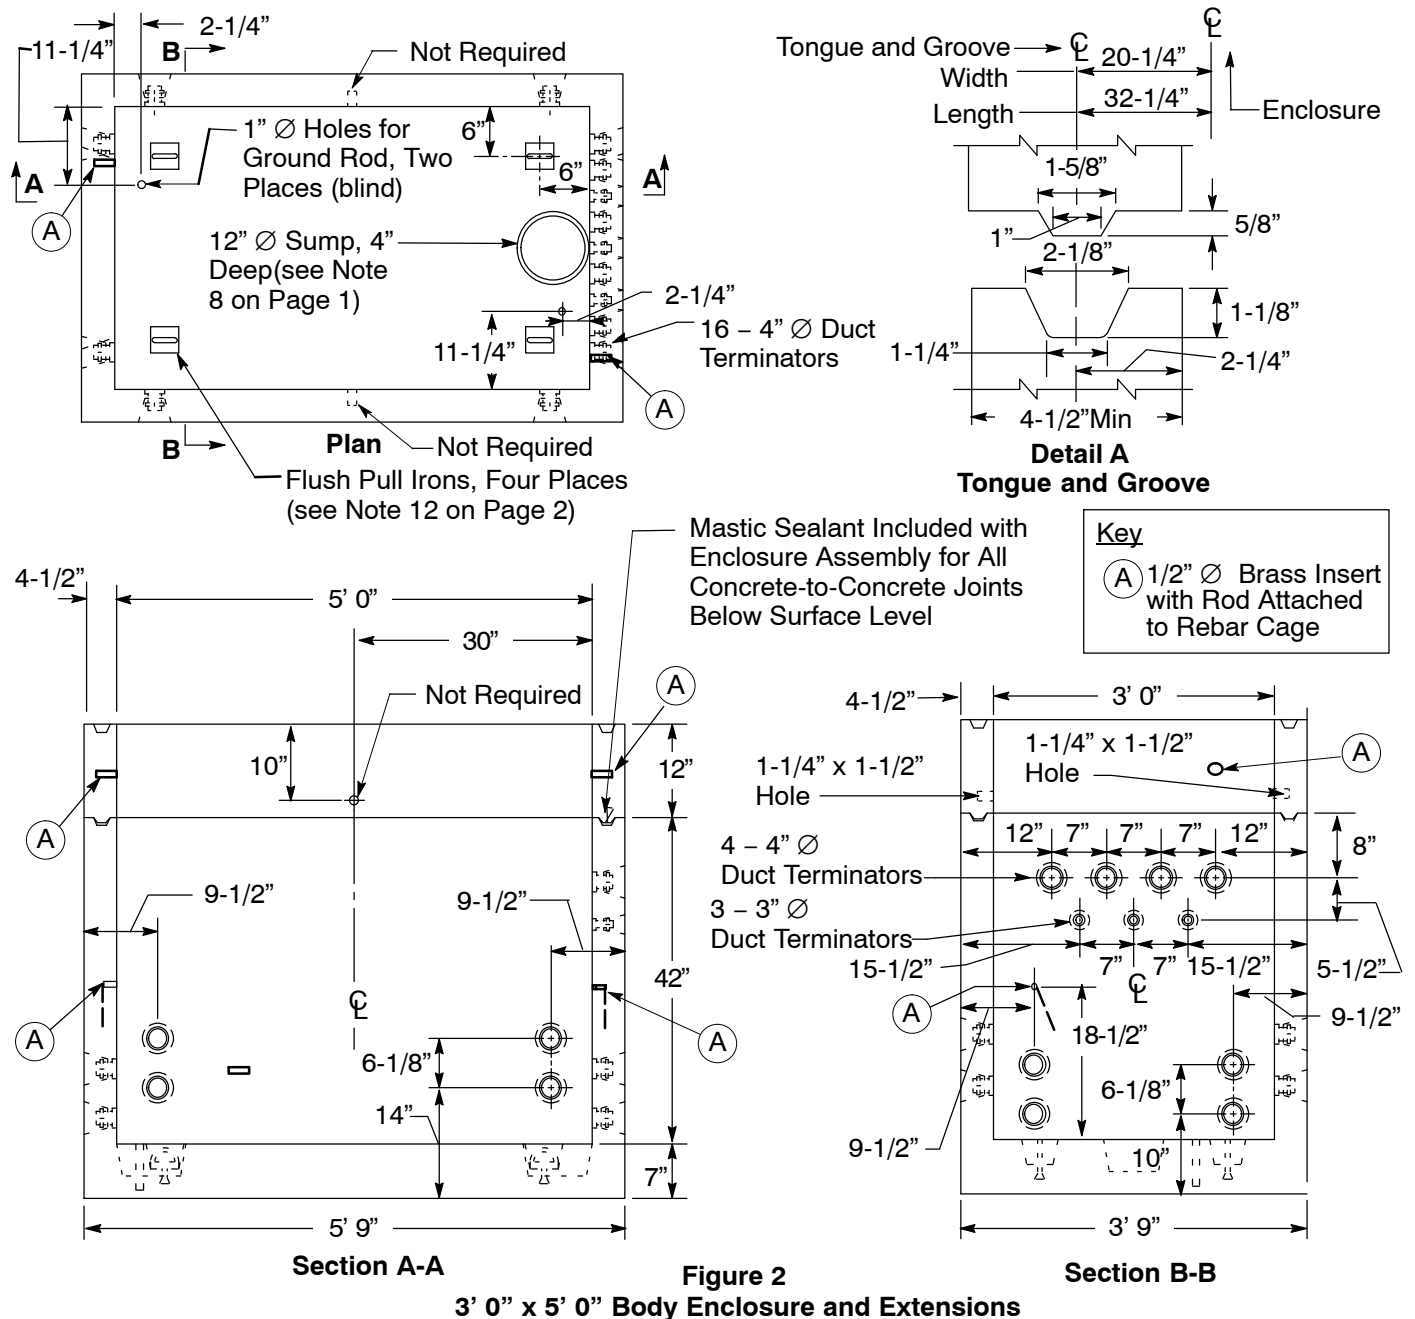 2-1/4”
11-1/4”
B
Not Required
1” ∅ Holes for
Ground Rod, Two
Places (blind)
6”
6”
A
A
A
12” ∅ Sump, 4”
Deep(see Note
8 on Page 1)
2-1/4”
11-1/4”
16 – 4” ∅ Duct
Terminators
A
B
Plan
Not Required
Flush Pull Irons, Four Places
(see Note 12 on Page 2)
Tongue and Groove
℄
℄
Width
20-1/4”
Length
32-1/4”
Enclosure
1-5/8”
1”
5/8”
2-1/8”
1-1/8”
1-1/4”
2-1/4”
4-1/2”Min
Detail A
Tongue and Groove
Mastic Sealant Included with
Enclosure Assembly for All
Concrete-to-Concrete Joints
Below Surface Level
Key
A 1/2” ∅ Brass Insert
with Rod Attached
to Rebar Cage
4-1/2”
5’ 0”
30”
Not Required
A
10”
12”
A
9-1/2”
9-1/2”
42”
℄
A
A
6-1/8”
14”
7”
5’ 9”
Section A-A
4-1/2”
3’ 0”
1-1/4” x 1-1/2”
Hole
1-1/4” x 1-1/2”
Hole
A
12”
7”
7”
7”
12”
8”
4 – 4” ∅
Duct Terminators
3 – 3” ∅
Duct Terminators
15-1/2”
7”
7”
15-1/2”
5-1/2”
℄
A
18-1/2”
9-1/2”
6-1/8”
9-1/2”
10”
3’ 9”
Section B-B
Figure 2
3’ 0” x 5’ 0” Body Enclosure and Extensions